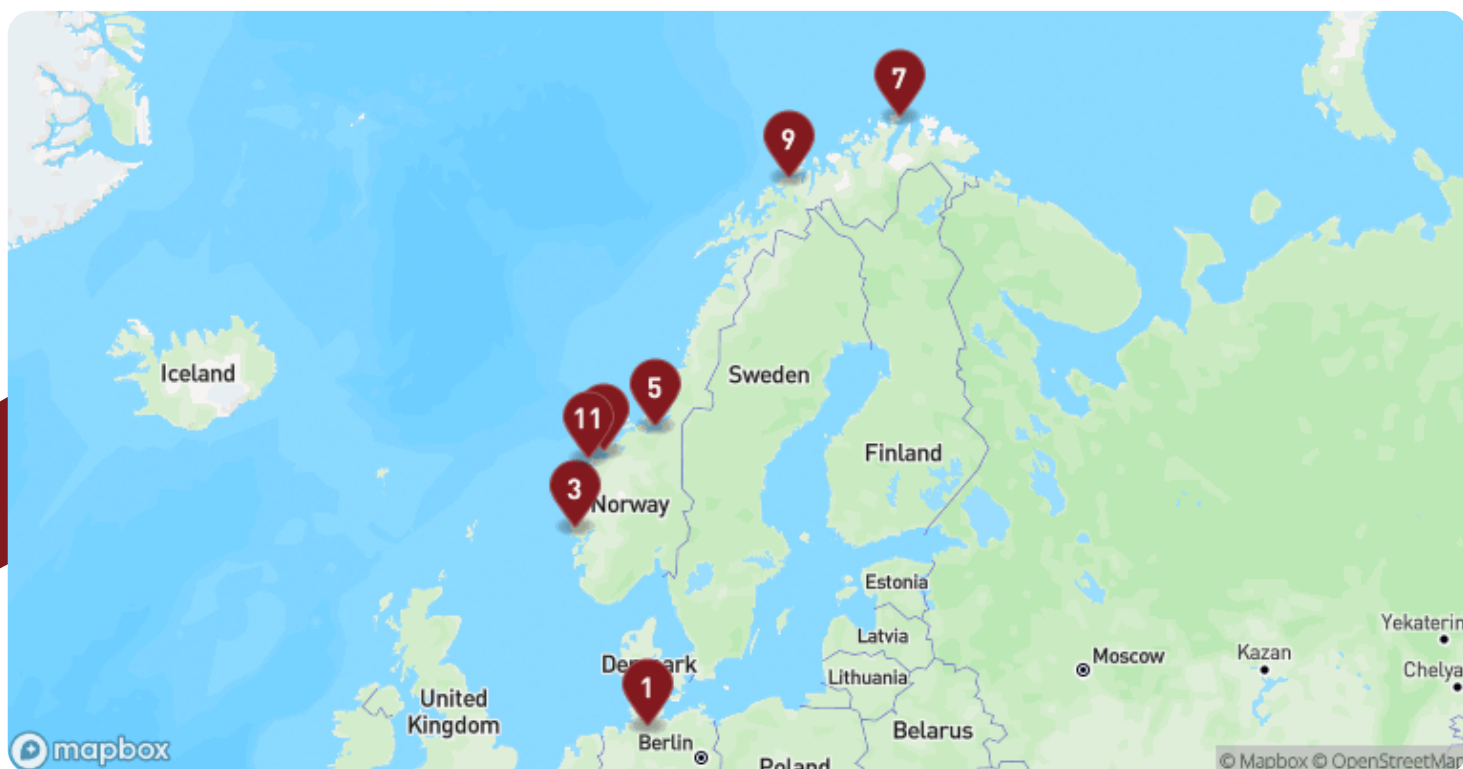 7
9
Iceland
Sweden
5
11
Finland
3
Norway
Estonia
Latvia
Yekaterin
Moscow
Kazan
Denmark
Chelya
Lithuania
1
United
Kingdom
Belarus
Berlin
Poland
mapbox
© Mapbox © OpenStreetMap